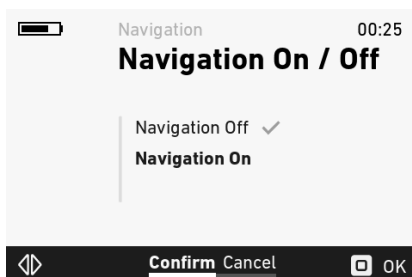 Navigation 00:25
Navigation On / Off
Navigation Off
Navigation On
Confirm Cancel OK